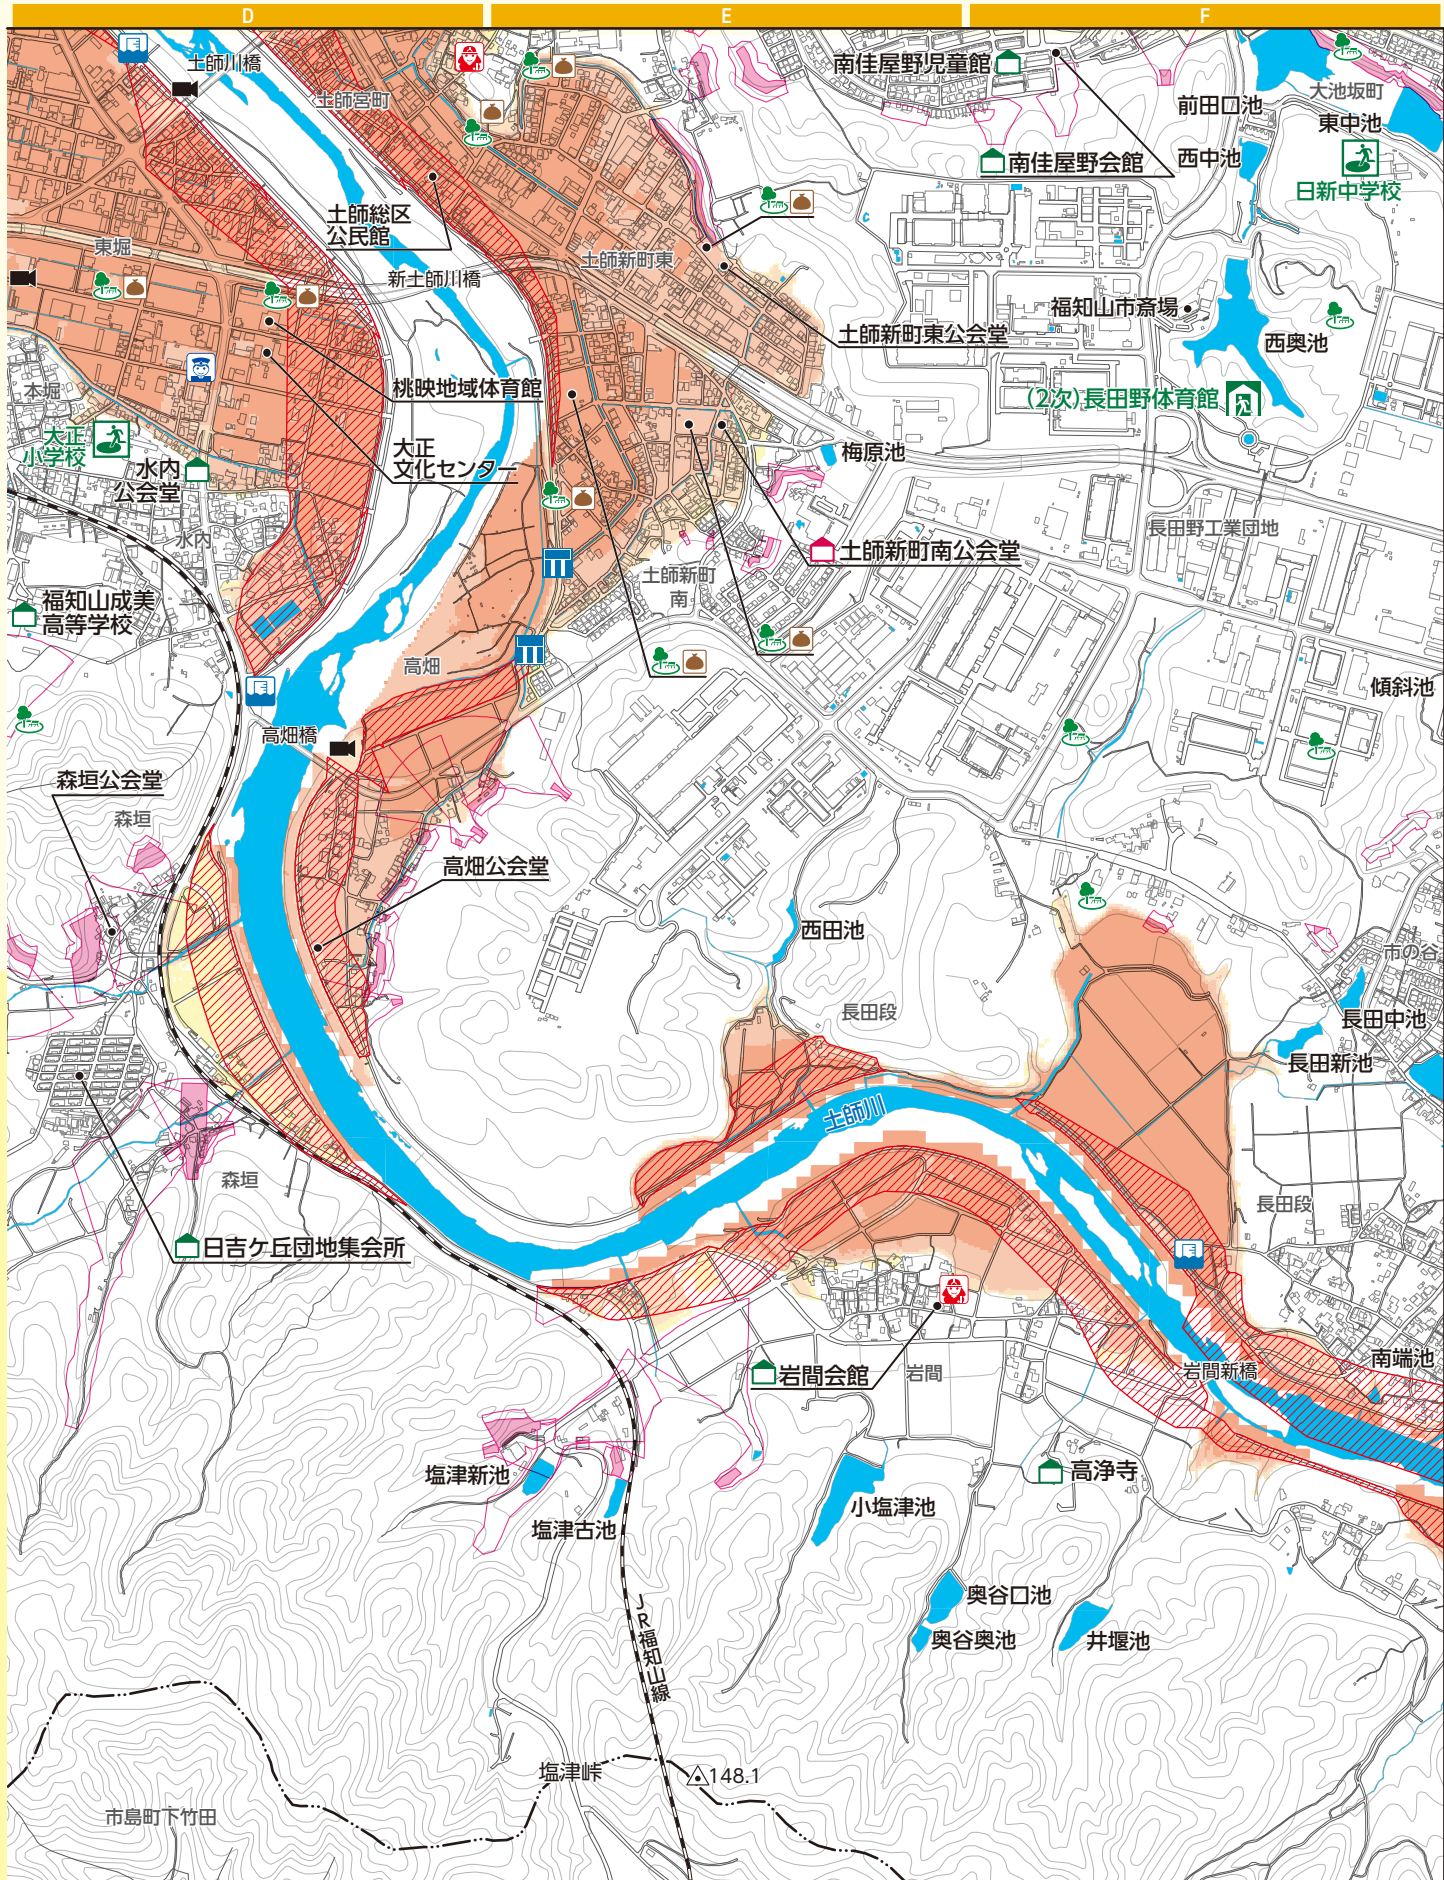 D
E
F
土師川橋
土師宮町
南佳屋野児童館
前田口池
大池坂町
東中池
南佳屋野会館
西中池
日新中学校
土師総区
公民館
東堀
新土師川橋
土師新町東
福知山市斎場
西奥池
土師新町東公会堂
本堀
桃映地域体育館
(2次)長田野体育館
大正
小学校
大正
文化センター
水内
公会堂
梅原池
水内
土師新町南公会堂
長田野工業団地
土師新町
南
福知山成美
高等学校
高畑
傾斜池
高畑橋
森垣公会堂
森垣
高畑公会堂
西田池
市の谷
長田段
長田中池
長田新池
土師川
森垣
長田段
日吉ケ丘団地集会所
南端池
岩間新橋
岩間会館
岩間
塩津新池
高浄寺
小塩津池
塩津古池
奥谷口池
奥谷奥池
井堰池
JR福知山線
塩津峠
148.1
市島町下竹田